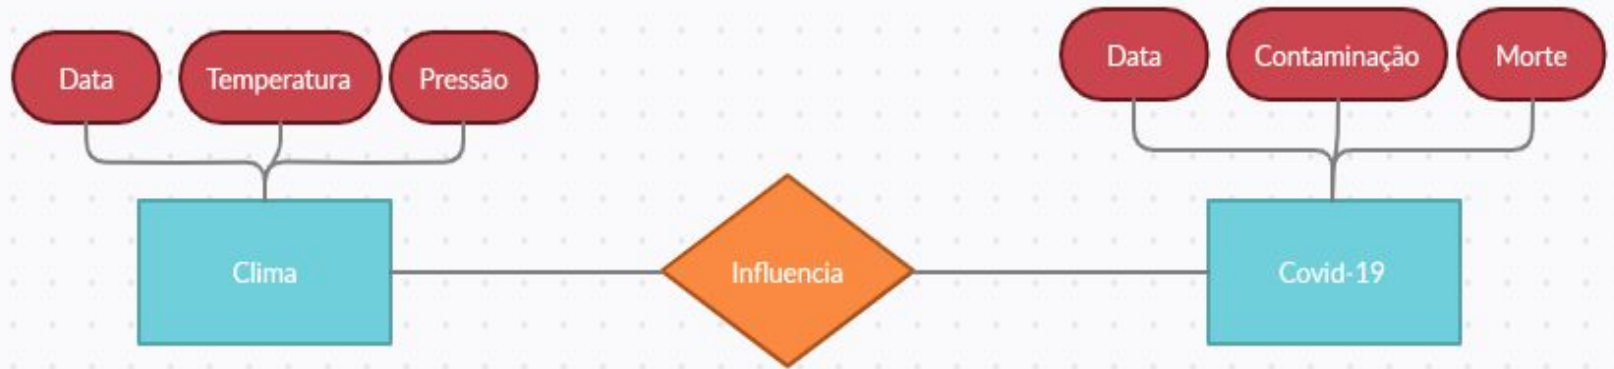 Data
Temperatura
Pressão
Data
Contaminação
Morte
Clima
Influencia
Covid-19